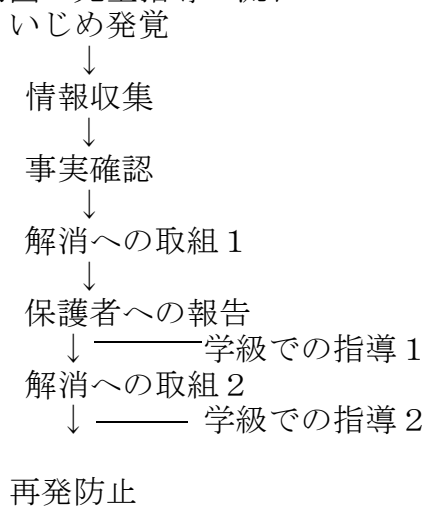 いじめ発覚
↓
情報収集
↓
事実確認
↓
解消への取組1
↓
保護者への報告
↓ ――― 学級での指導1
解消への取組2
↓ ――― 学級での指導2
再発防止